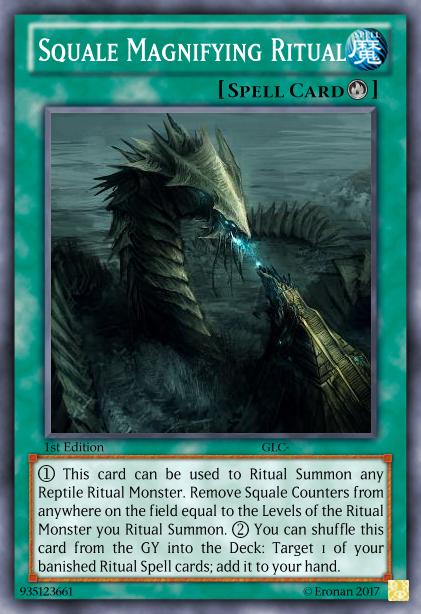 Squale Magnifying Ritual
SPELL
魔
[Spell Card]
1st Edition GLC-
① This card can be used to Ritual Summon any
Reptile Ritual Monster. Remove Squale Counters from
anywhere on the field equal to the Levels of the Ritual
Monster you Ritual Summon. ② You can shuffle this
card from the GY into the Deck: Target 1 of your
banished Ritual Spell cards; add it to your hand.
935123661 © Eronan 2017